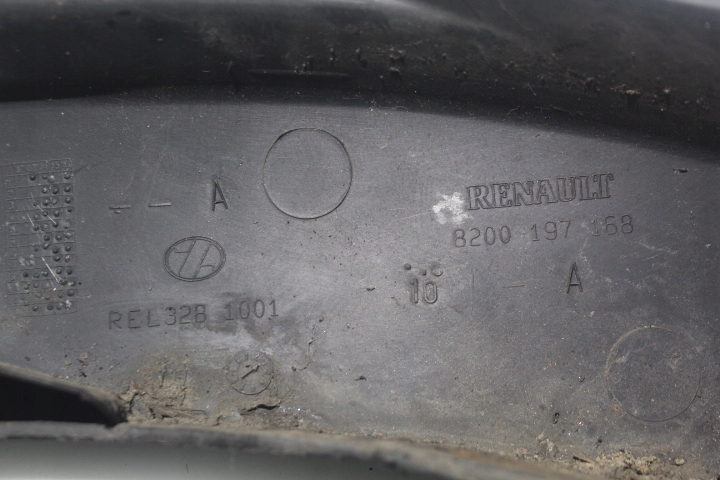 A
RENAULT
8200 197 168
10 - A
REL32B 1001